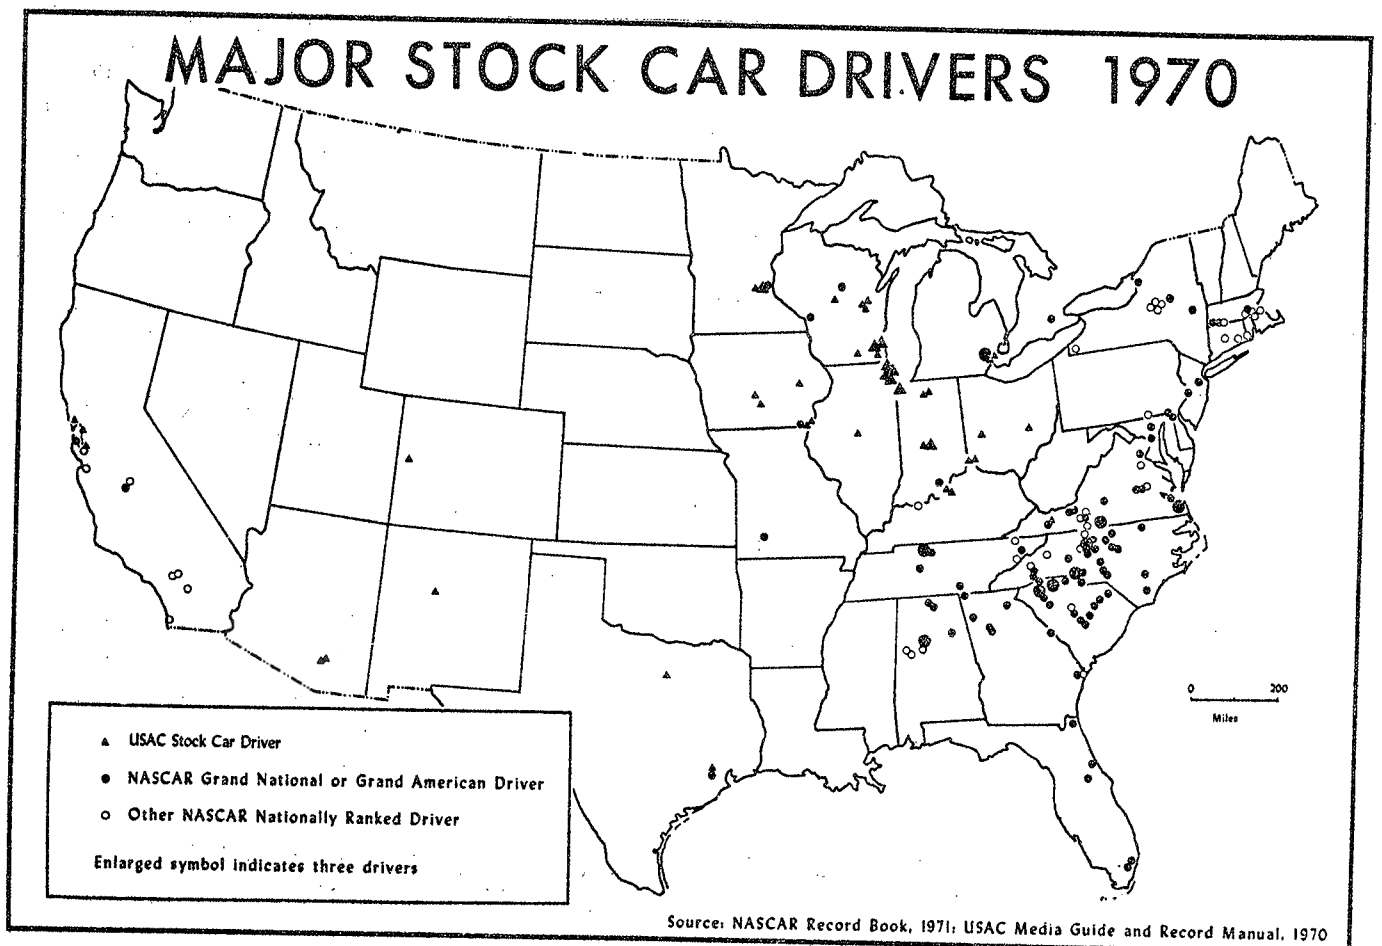 MAJOR STOCK CAR DRIVERS 1970
0 200
Miles
USAC Stock Car Driver
NASCAR Grand National or Grand American Driver
Other NASCAR Nationally Ranked Driver
Enlarged symbol indicates three drivers
Source: NASCAR Record Book, 1971; USAC Media Guide and Record Manual, 1970